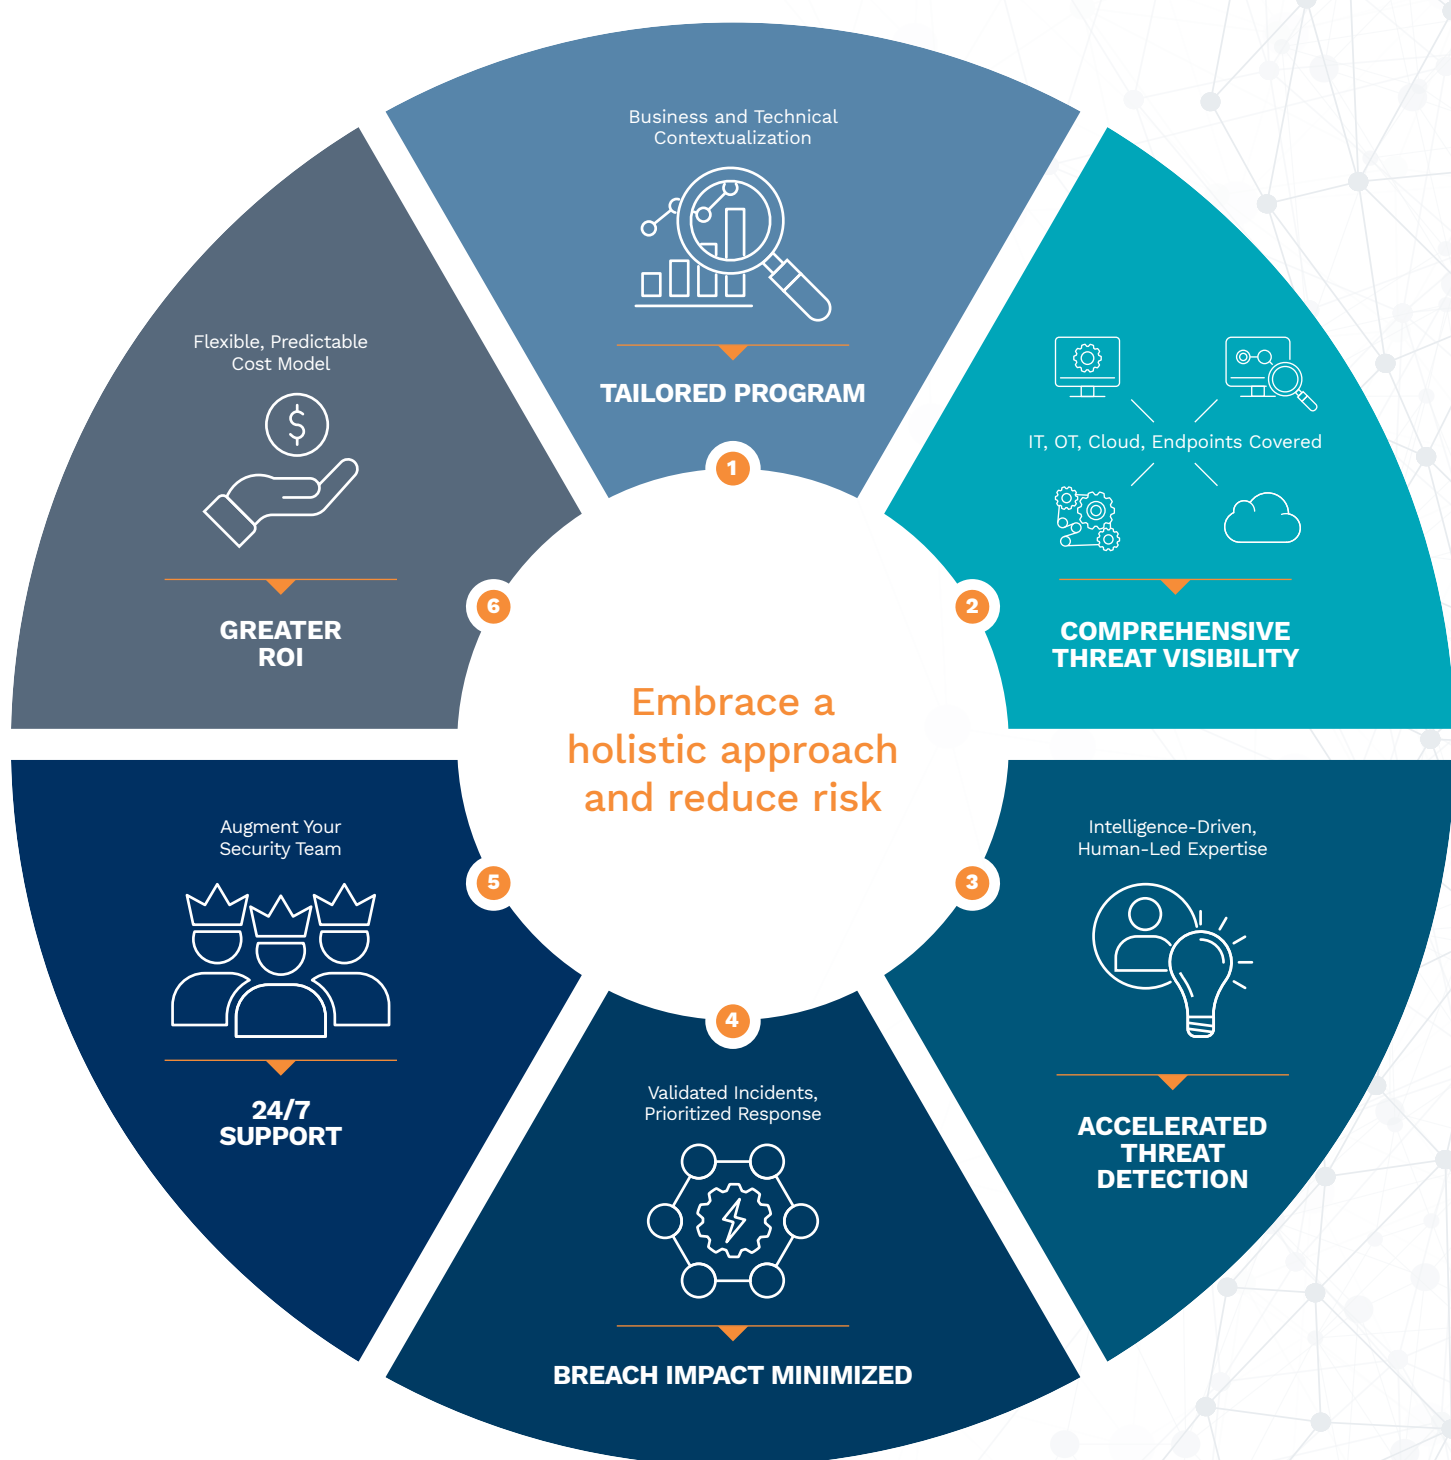 Business and Technical
Contextualization
TAILORED PROGRAM
1
IT, OT, Cloud, Endpoints Covered
COMPREHENSIVE
THREAT VISIBILITY
2
Intelligence-Driven,
Human-Led Expertise
ACCELERATED
THREAT
DETECTION
3
Validated Incidents,
Prioritized Response
BREACH IMPACT MINIMIZED
4
Augment Your
Security Team
24/7
SUPPORT
5
Flexible, Predictable
Cost Model
$
GREATER
ROI
6
Embrace a
holistic approach
and reduce risk